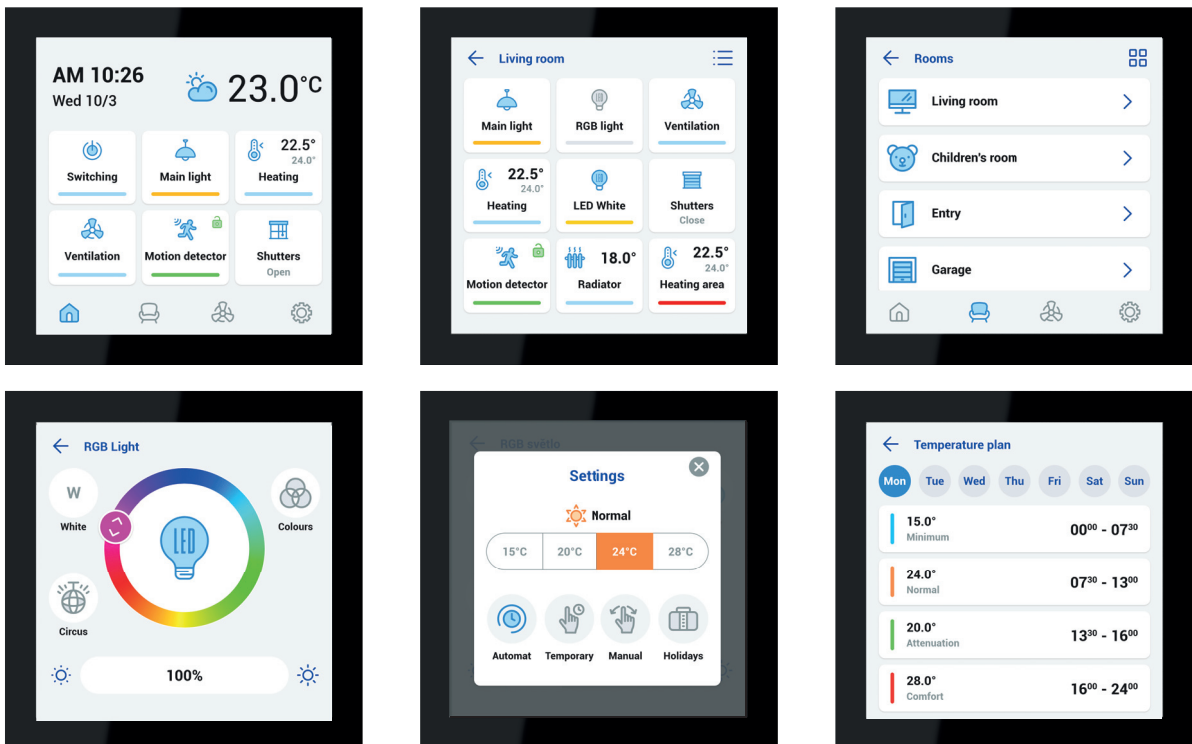 AM 10:26
Wed 10/3
23.0°C
Switching
Main light
22.5°
24.0°
Heating
Ventilation
Motion detector
Shutters
Open
Living room
Main light
RGB light
Ventilation
22.5°
24.0°
Heating
LED White
Shutters
Close
Motion detector
18.0°
Radiator
22.5°
24.0°
Heating area
Rooms
Living room
Children's room
Entry
Garage
RGB Light
W
White
Colours
LED
Circus
100%
RGB světlo
Settings
Normal
15°C 20°C 24°C 28°C
Automat Temporary Manual Holidays
Temperature plan
Mon Tue Wed Thu Fri Sat Sun
15.0°
Minimum
00⁰⁰ - 07³⁰
24.0°
Normal
07³⁰ - 13⁰⁰
20.0°
Attenuation
13³⁰ - 16⁰⁰
28.0°
Comfort
16⁰⁰ - 24⁰⁰